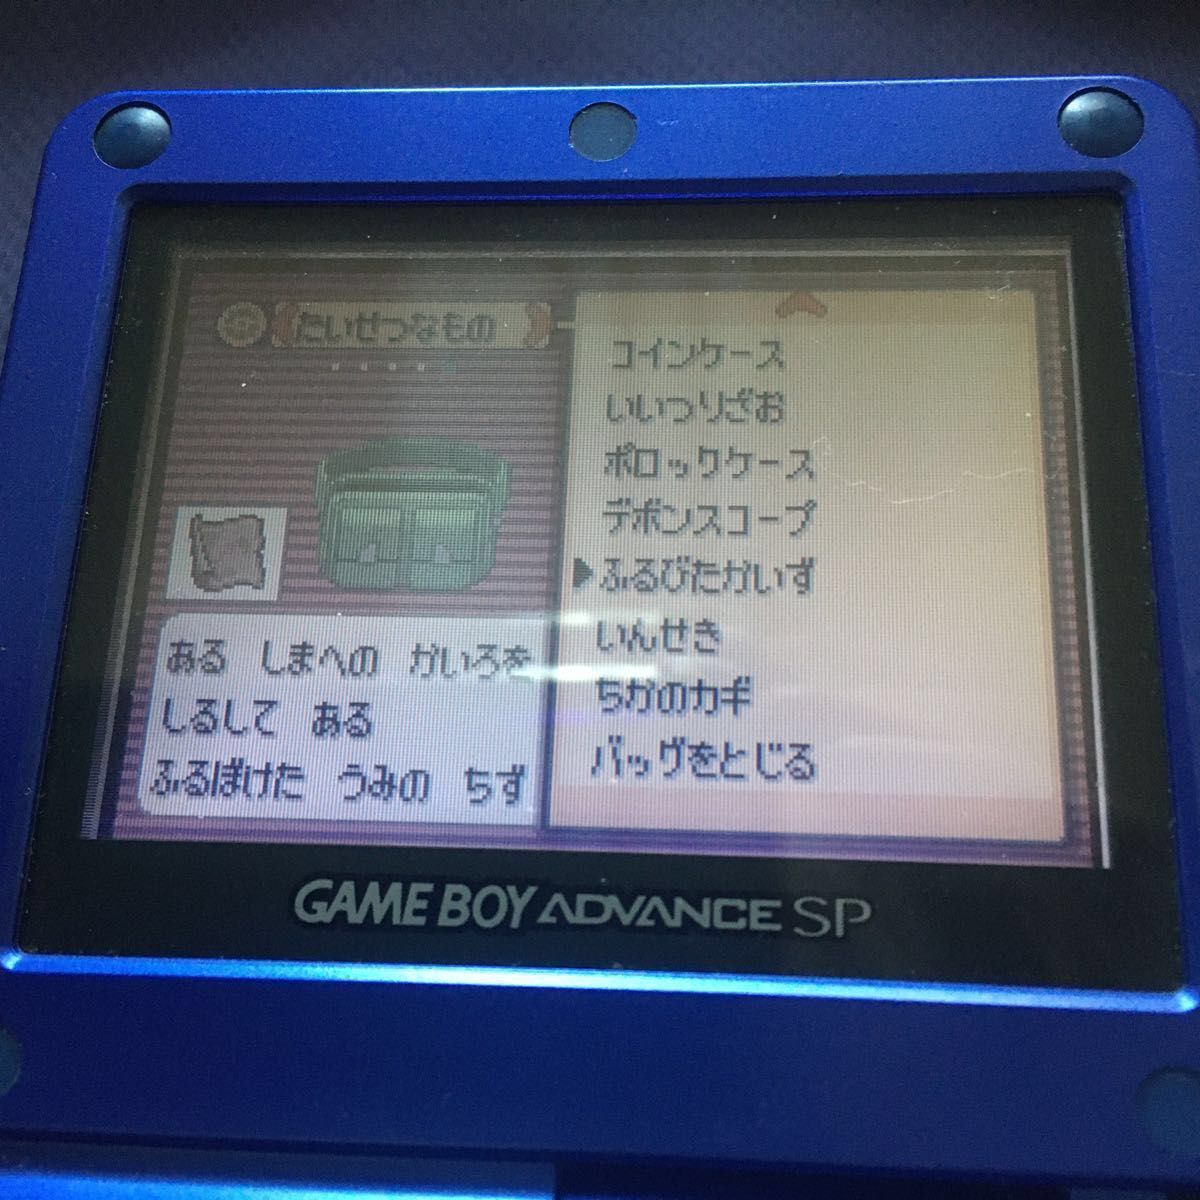 たいせつなもの
コインケース
いいつりざお
ポロックケース
デボンスコープ
ふるびたかいず
いんせき
ちかのカギ
バッグをとじる
ある しまへの かいろを
しるして ある
ふるぼけた うみの ちず
GAME BOY ADVANCE SP